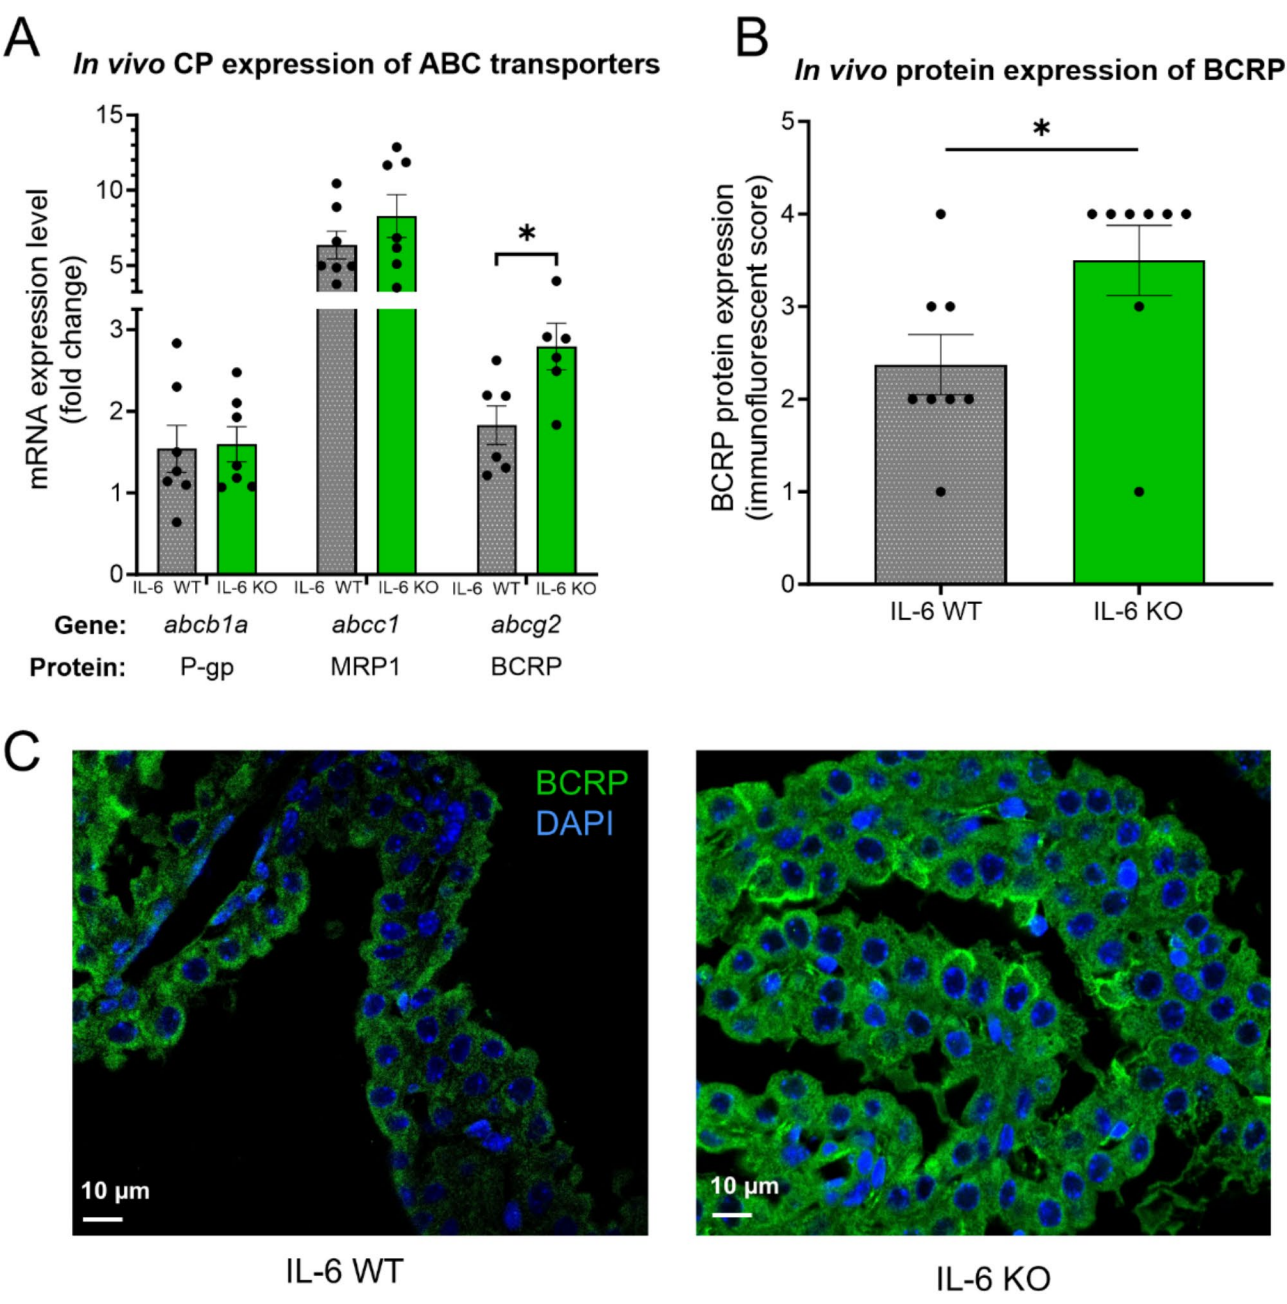 A
In vivo CP expression of ABC transporters
mRNA expression level
(fold change)
15
10
5
3
2
1
0
*
IL-6 WT IL-6 KO IL-6 WT IL-6 KO IL-6 WT IL-6 KO
Gene: abcb1a abcc1 abcg2
Protein: P-gp MRP1 BCRP
B
In vivo protein expression of BCRP
BCRP protein expression
(immunofluorescent score)
5
4
3
2
1
0
*
IL-6 WT IL-6 KO
C
BCRP
DAPI
10 μm
10 μm
IL-6 WT
IL-6 KO